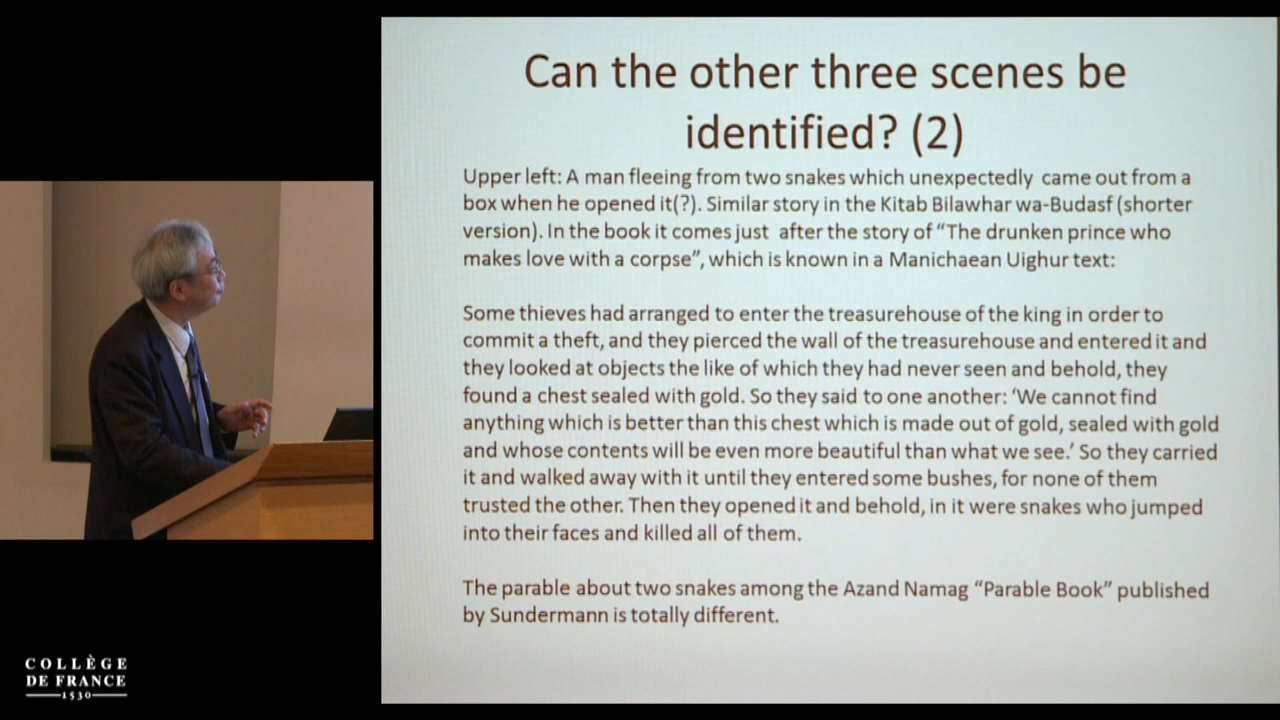 Can the other three scenes be
identified? (2)
Upper left: A man fleeing from two snakes which unexpectedly came out from a
box when he opened it(?). Similar story in the Kitab Bilawhar wa-Budasf (shorter
version). In the book it comes just after the story of “The drunken prince who
makes love with a corpse”, which is known in a Manichaean Uighur text:
Some thieves had arranged to enter the treasurehouse of the king in order to
commit a theft, and they pierced the wall of the treasurehouse and entered it and
they looked at objects the like of which they had never seen and behold, they
found a chest sealed with gold. So they said to one another: ‘We cannot find
anything which is better than this chest which is made out of gold, sealed with gold
and whose contents will be even more beautiful than what we see.’ So they carried
it and walked away with it until they entered some bushes, for none of them
trusted the other. Then they opened it and behold, in it were snakes who jumped
into their faces and killed all of them.
The parable about two snakes among the Azand Namag “Parable Book” published
by Sundermann is totally different.
COLLÈGE
DE FRANCE
1530